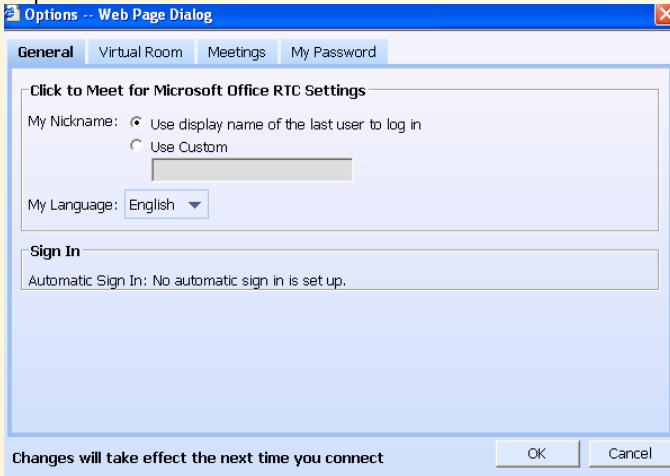 Options -- Web Page Dialog
General Virtual Room Meetings My Password
Click to Meet for Microsoft Office RTC Settings
My Nickname: Use display name of the last user to log in
Use Custom
My Language: English
Sign In
Automatic Sign In: No automatic sign in is set up.
Changes will take effect the next time you connect OK Cancel